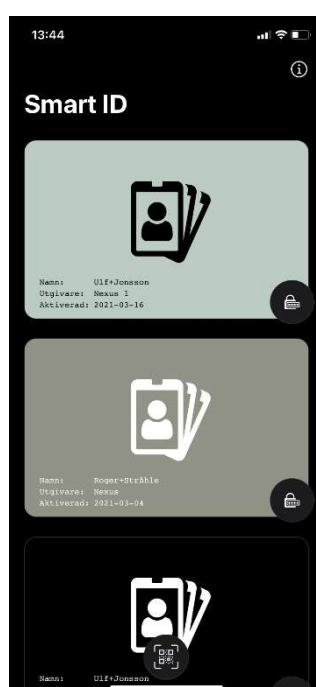 13:44
Smart ID
Namn: Ulf+Jonsson
Utgivare: Nexus 1
Aktiverad: 2021-03-16
Namn: Roger+Stråhle
Utgivare: Nexus
Aktiverad: 2021-03-04
Namn: Ulf+Jonsson